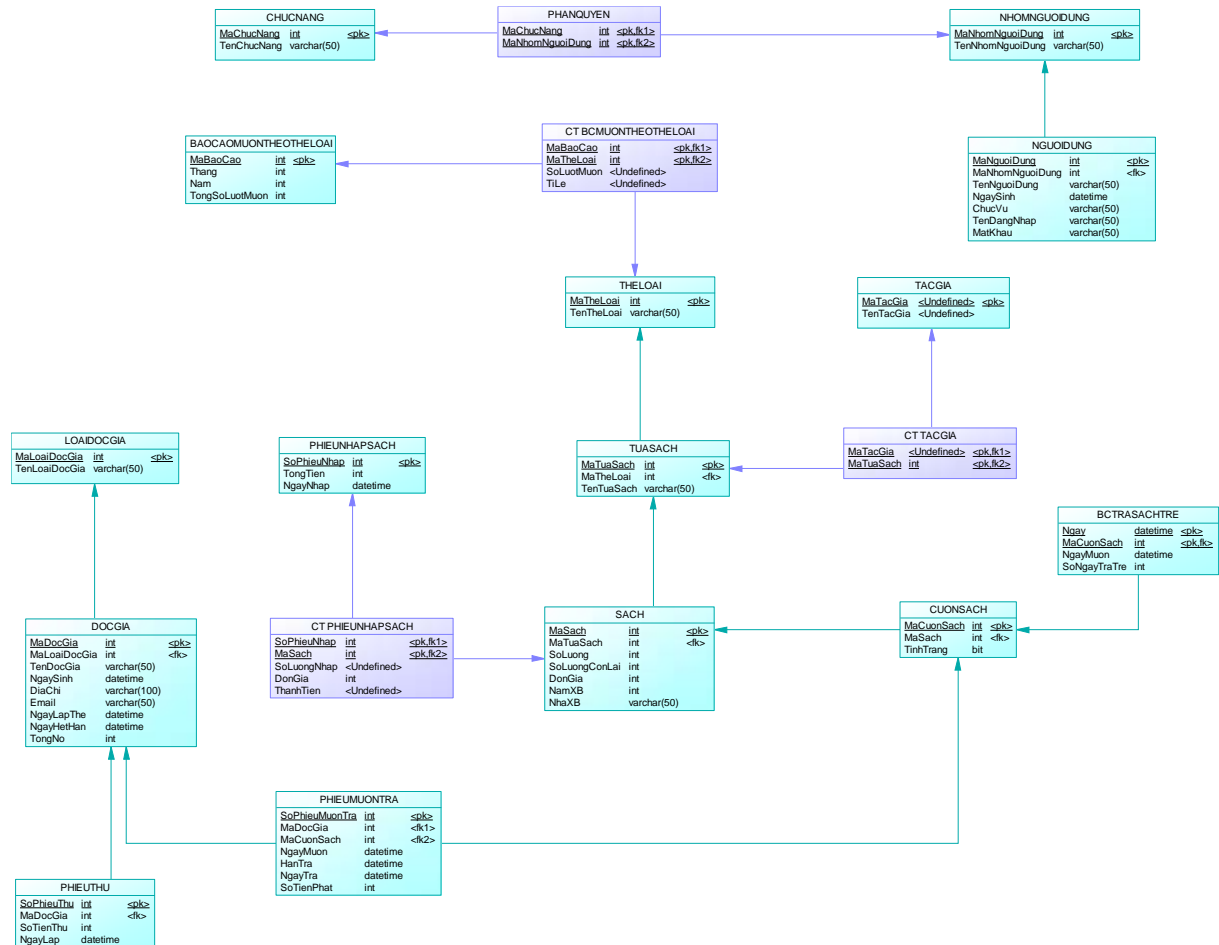 CHUCNANG
MaChucNang int <pk>
TenChucNang varchar(50)
PHANQUYEN
MaChucNang int <pk,fk1>
MaNhomNguoiDung int <pk,fk2>
NHOMNGUOIDUNG
MaNhomNguoiDung int <pk>
TenNhomNguoiDung varchar(50)
BAOCAOMUONTHEOTHELOAI
MaBaoCao int <pk>
Thang int
Nam int
TongSoLuotMuon int
CT BCMUONTHEOTHELOAI
MaBaoCao int <pk,fk1>
MaTheLoai int <pk,fk2>
SoLuotMuon <Undefined>
TiLe <Undefined>
NGUOIDUNG
MaNguoiDung int <pk>
MaNhomNguoiDung int <fk>
TenNguoiDung varchar(50)
NgaySinh datetime
ChucVu varchar(50)
TenDangNhap varchar(50)
MatKhau varchar(50)
THELOAI
MaTheLoai int <pk>
TenTheLoai varchar(50)
TACGIA
MaTacGia <Undefined> <pk>
TenTacGia <Undefined>
LOAIDOCGIA
MaLoaiDocGia int <pk>
TenLoaiDocGia varchar(50)
PHIEUNHAPSACH
SoPhieuNhap int <pk>
TongTien int
NgayNhap datetime
TUASACH
MaTuaSach int <pk>
MaTheLoai int <fk>
TenTuaSach varchar(50)
CT TACGIA
MaTacGia <Undefined> <pk,fk1>
MaTuaSach int <pk,fk2>
BCTRASACHTRE
Ngay datetime <pk>
MaCuonSach int <pk,fk>
NgayMuon datetime
SoNgayTraTre int
DOCGIA
MaDocGia int <pk>
MaLoaiDocGia int <fk>
TenDocGia varchar(50)
NgaySinh datetime
DiaChi varchar(100)
Email varchar(50)
NgayLapThe datetime
NgayHetHan datetime
TongNo int
CT PHIEUNHAPSACH
SoPhieuNhap int <pk,fk1>
MaSach int <pk,fk2>
SoLuongNhap <Undefined>
DonGia int
ThanhTien <Undefined>
SACH
MaSach int <pk>
MaTuaSach int <fk>
SoLuong int
SoLuongConLai int
DonGia int
NamXB int
NhaXB varchar(50)
CUONSACH
MaCuonSach int <pk>
MaSach int <fk>
TinhTrang bit
PHIEUMUONTRA
SoPhieuMuonTra int <pk>
MaDocGia int <fk1>
MaCuonSach int <fk2>
NgayMuon datetime
HanTra datetime
NgayTra datetime
SoTienPhat int
PHIEUTHU
SoPhieuThu int <pk>
MaDocGia int <fk>
SoTienThu int
NgayLap datetime